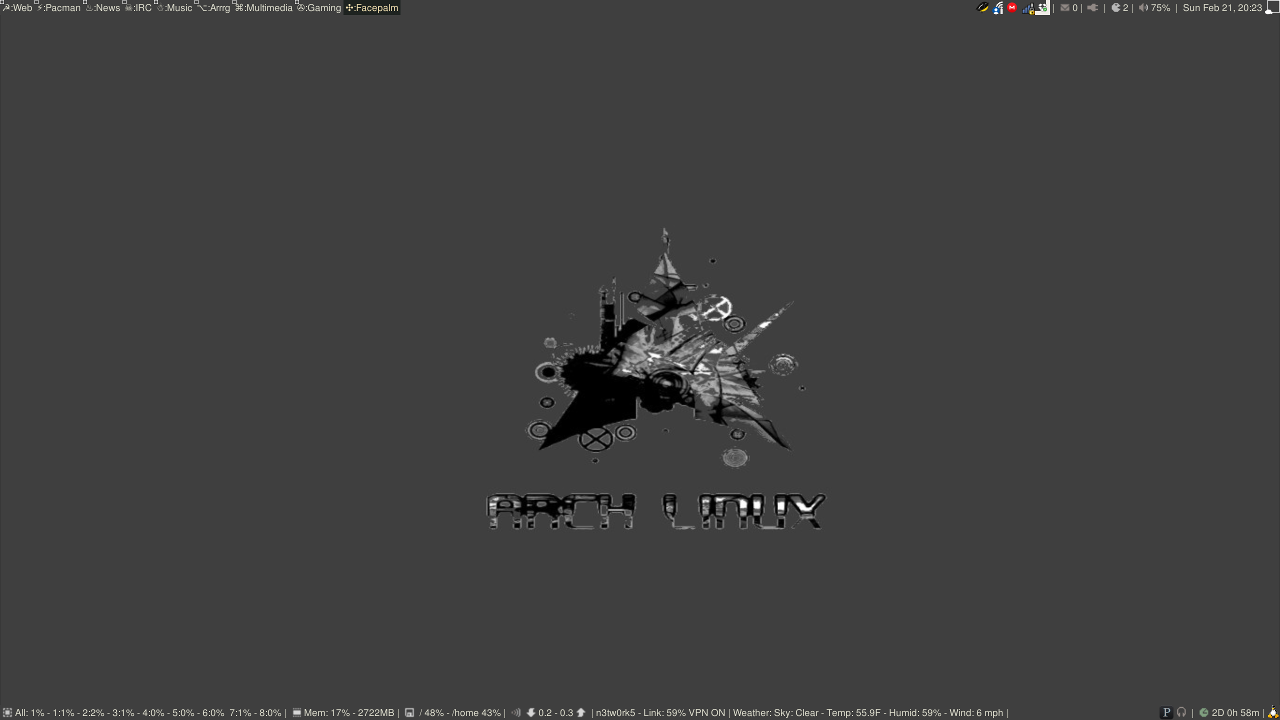 :Web :Pacman :News :IRC :Music :Arrrg :Multimedia :Gaming :Facepalm
M | 0 | | 2 | 75% | Sun Feb 21, 20:23
ARCH LINUX
All: 1% - 1:1% - 2:2% - 3:1% - 4:0% - 5:0% - 6:0% 7:1% - 8:0% | Mem: 17% - 2722MB | / 48% - /home 43% | 0.2 - 0.3 | n3tw0rk5 - Link: 59% VPN ON | Weather: Sky: Clear - Temp: 55.9F - Humid: 59% - Wind: 6 mph | P | 2D 0h 58m |